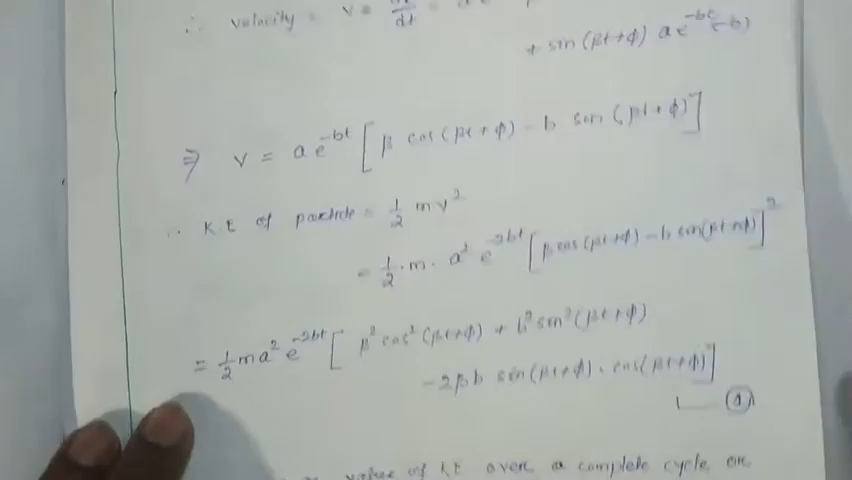 ∴ velocity = v = dx/dt =
+ sin (βt+φ) a e^-bt (-b)
⇒ v = a e^-bt [ β cos (βt + φ) - b sin (βt + φ) ]
∴ K.E of particle = 1/2 m v^2
= 1/2 · m · a^2 e^-2bt [ β cos (βt+φ) - b sin(βt+φ) ]^2
= 1/2 m a^2 e^-2bt [ β^2 cos^2 (βt+φ) + b^2 sin^2 (βt+φ)
- 2βb sin(βt+φ) . cos(βt+φ) ]
(1)
value of K.E over a complete cycle or